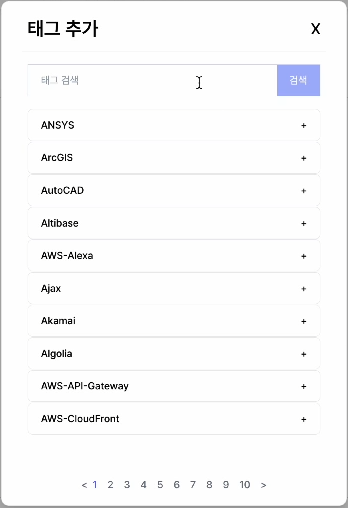 태그 추가 X
태그 검색 검색
ANSYS +
ArcGIS +
AutoCAD +
Altibase +
AWS-Alexa +
Ajax +
Akamai +
Algolia +
AWS-API-Gateway +
AWS-CloudFront +
< 1 2 3 4 5 6 7 8 9 10 >